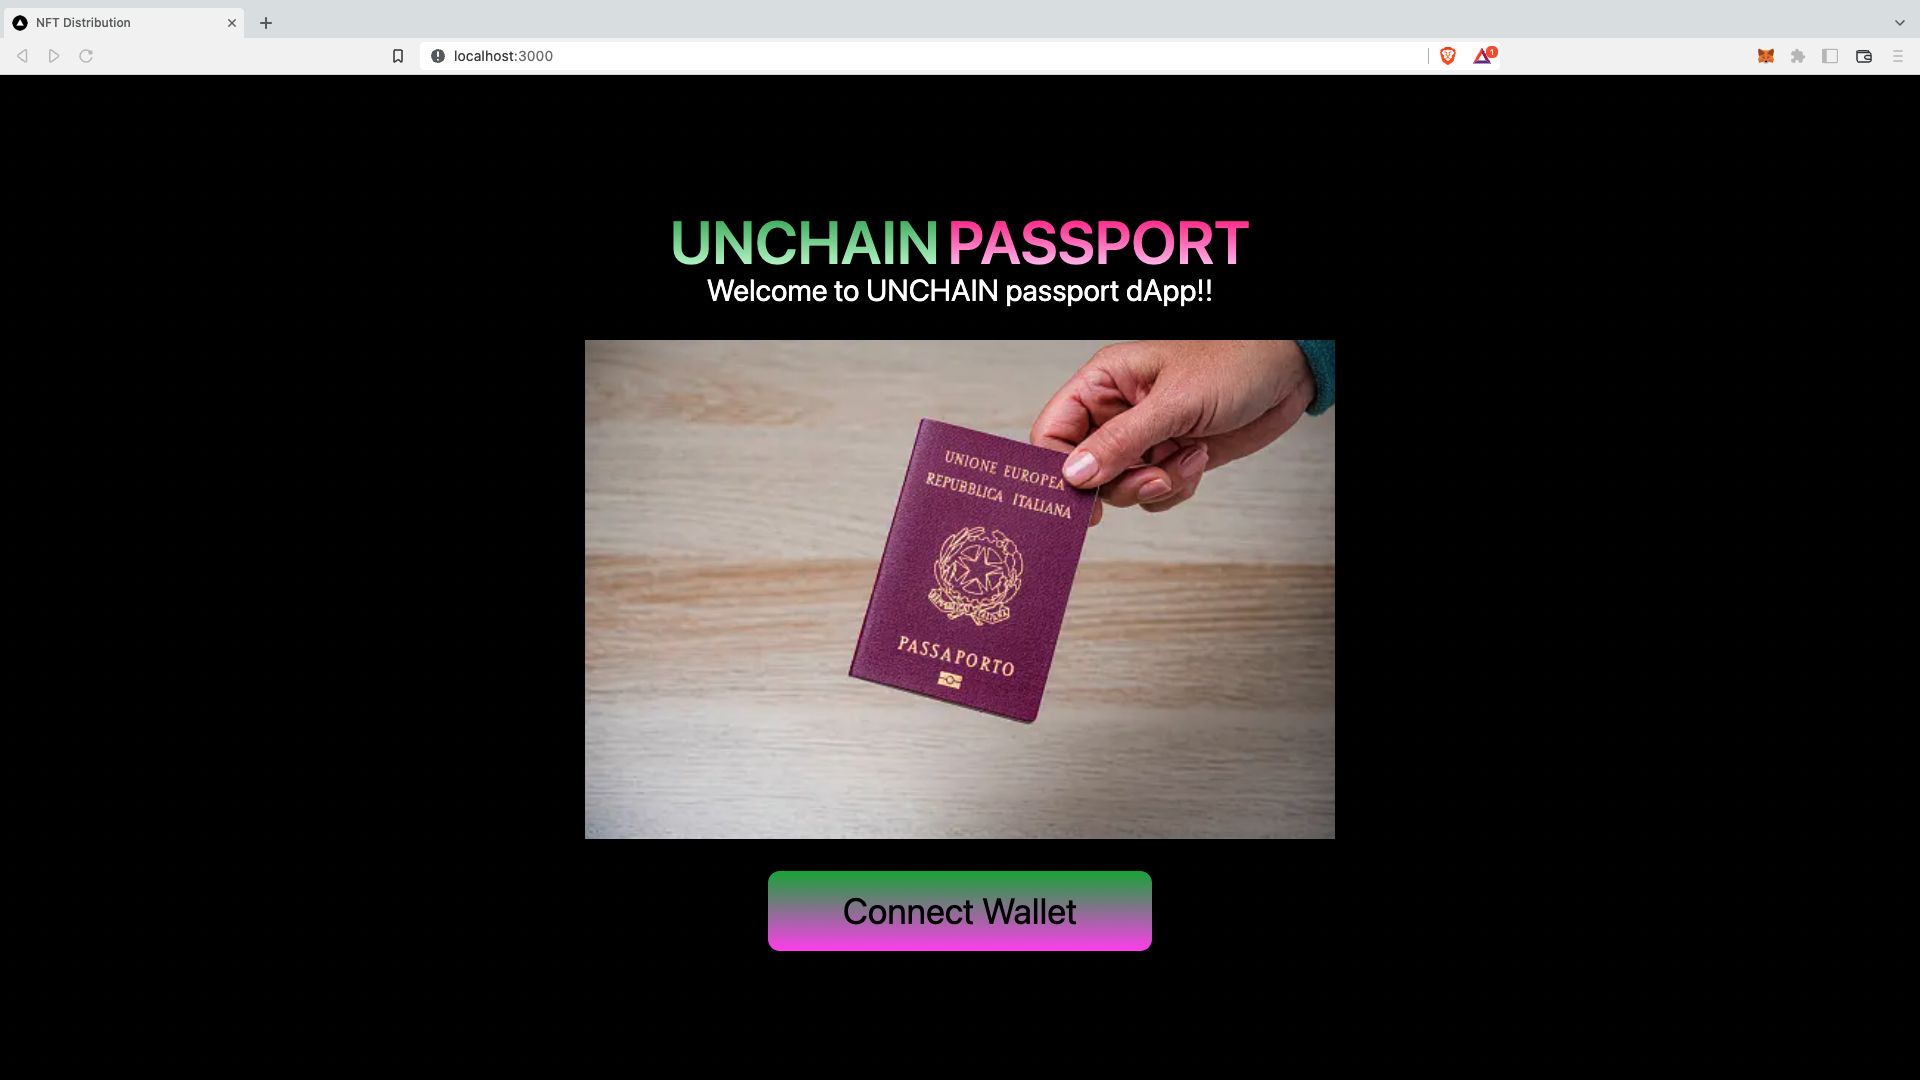 NFT Distribution
localhost:3000
1
UNCHAIN PASSPORT
Welcome to UNCHAIN passport dApp!!
UNIONE EUROPEA
REPUBBLICA ITALIANA
PASSAPORTO
Connect Wallet